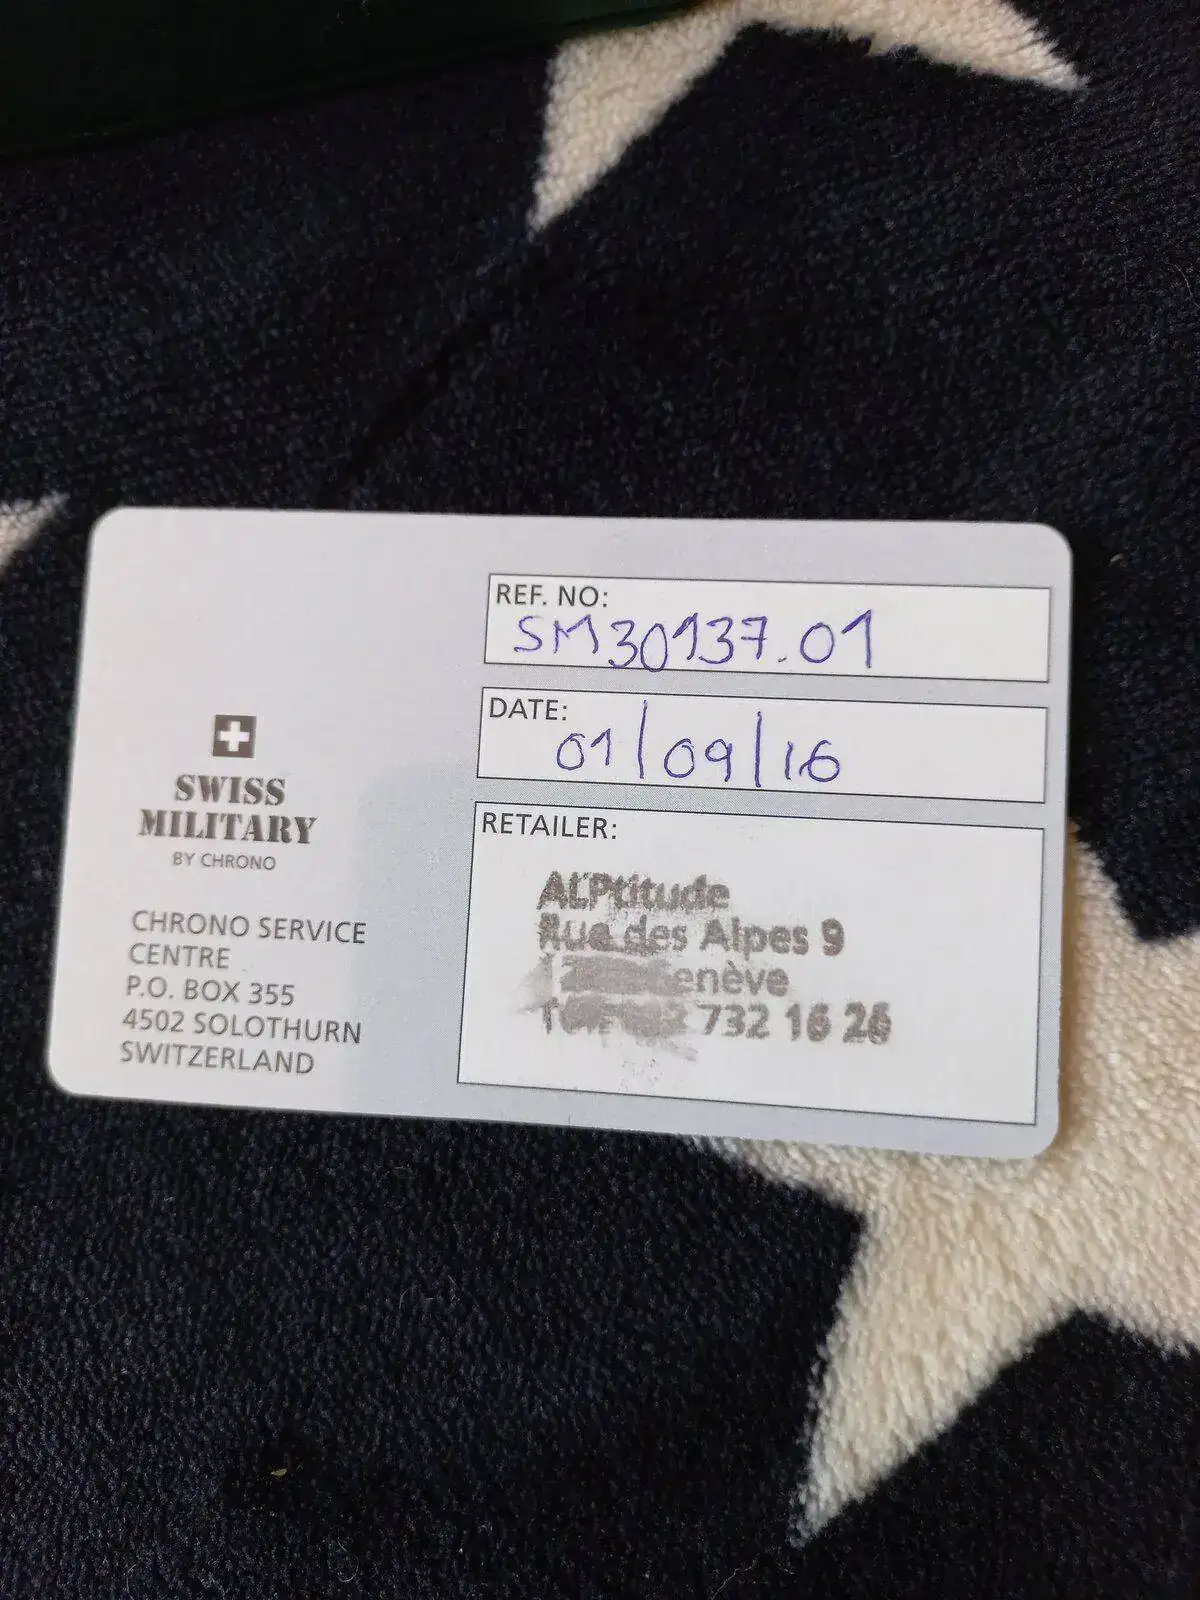 REF. NO:
SM30137.01
DATE:
01/09/16
RETAILER:
ALPtitude
Rue des Alpes 9
Genève
732 16 26
SWISS
MILITARY
BY CHRONO
CHRONO SERVICE
CENTRE
P.O. BOX 355
4502 SOLOTHURN
SWITZERLAND